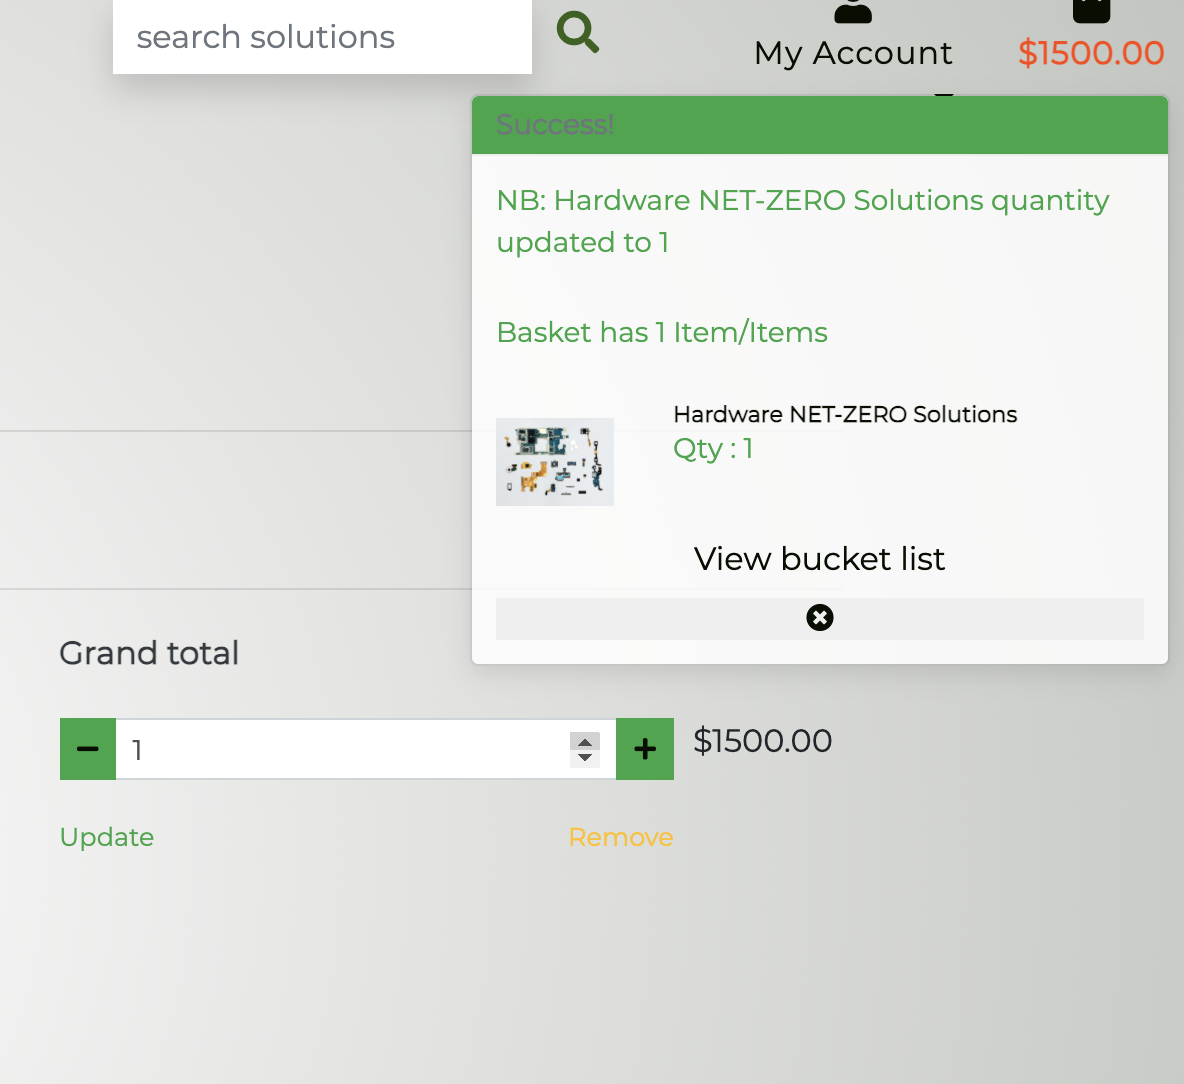 search solutions
My Account
$1500.00
Success!
NB: Hardware NET-ZERO Solutions quantity
updated to 1
Basket has 1 Item/Items
Hardware NET-ZERO Solutions
Qty : 1
View bucket list
Grand total
1
$1500.00
Update
Remove